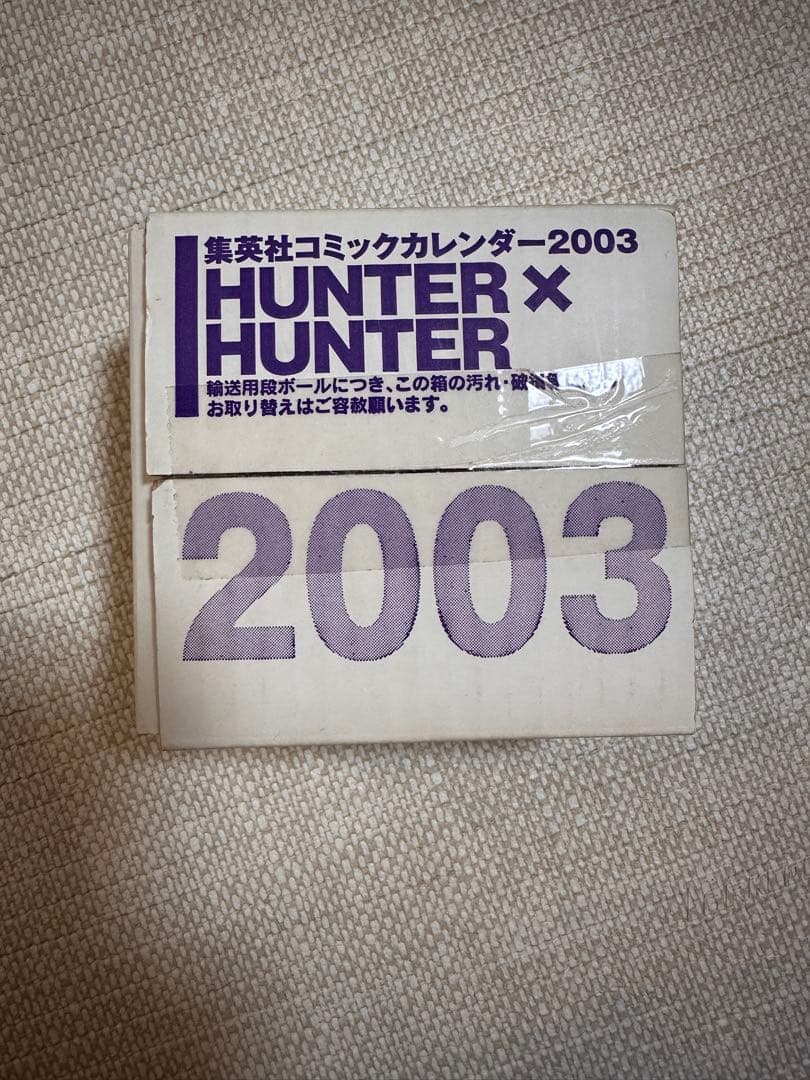 集英社コミックカレンダー2003
HUNTER×
HUNTER
輸送用段ボールにつき、この箱の汚れ・破損
お取り替えはご容赦願います。
2003